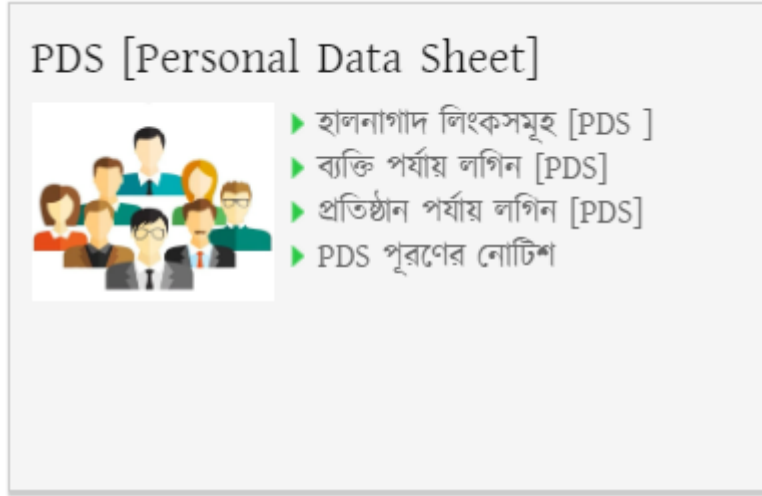 PDS [Personal Data Sheet]
হালনাগাদ লিংকসমূহ [PDS ]
ব্যক্তি পর্যায় লগিন [PDS]
প্রতিষ্ঠান পর্যায় লগিন [PDS]
PDS পূরণের নোটিশ